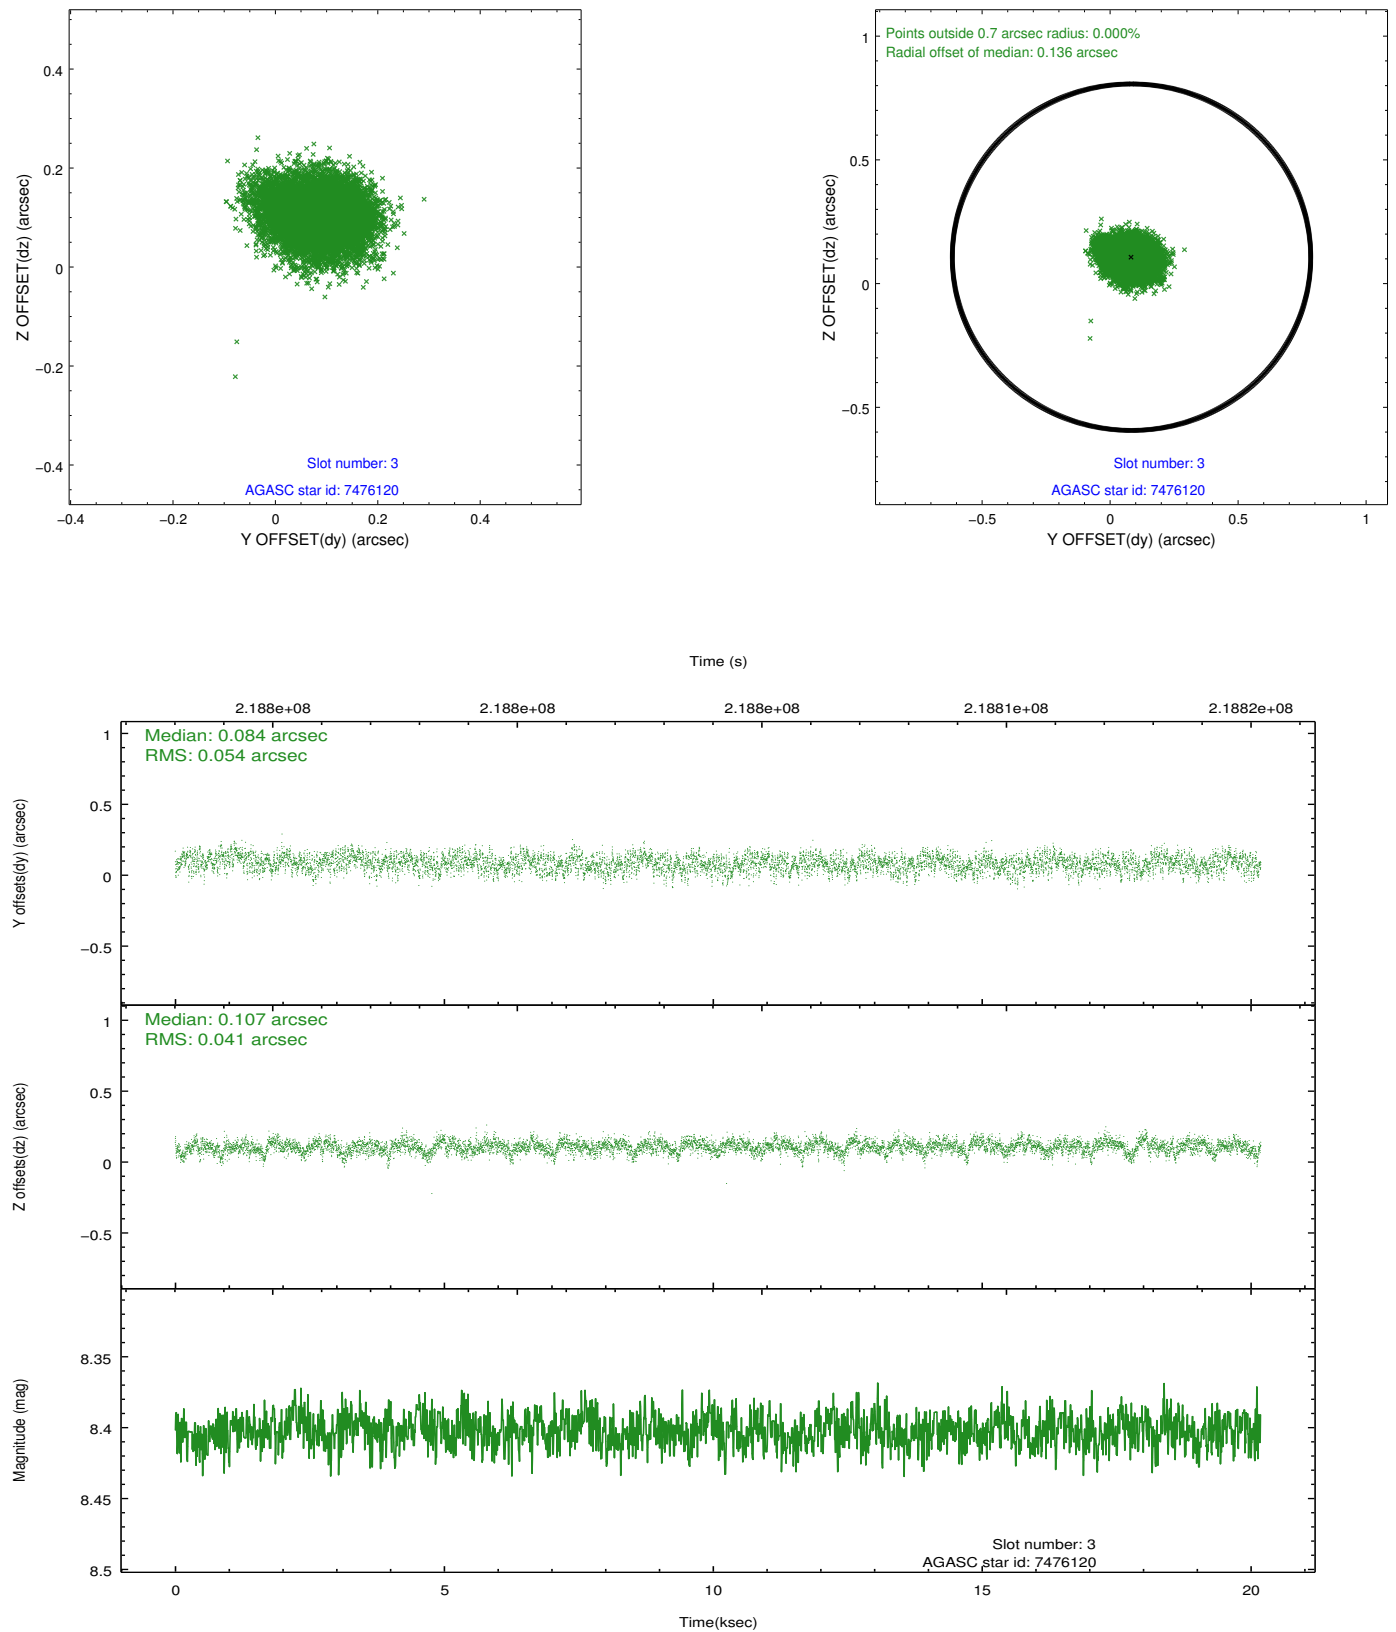 0.4
0.2
0
−0.2
−0.4
Z OFFSET(dz) (arcsec)
Slot number: 3
AGASC star id: 7476120
−0.4
−0.2
0
0.2
0.4
Y OFFSET(dy) (arcsec)
Points outside 0.7 arcsec radius: 0.000%
Radial offset of median: 0.136 arcsec
1
0.5
0
−0.5
Z OFFSET(dz) (arcsec)
Slot number: 3
AGASC star id: 7476120
−0.5
0
0.5
1
Y OFFSET(dy) (arcsec)
Time (s)
2.188e+08
2.188e+08
2.188e+08
2.1881e+08
2.1882e+08
Median: 0.084 arcsec
RMS: 0.054 arcsec
1
0.5
0
−0.5
Y offsets(dy) (arcsec)
Median: 0.107 arcsec
RMS: 0.041 arcsec
1
0.5
0
−0.5
Z offsets(dz) (arcsec)
8.35
8.4
8.45
8.5
Magnitude (mag)
Slot number: 3
AGASC star id: 7476120
0
5
10
15
20
Time(ksec)